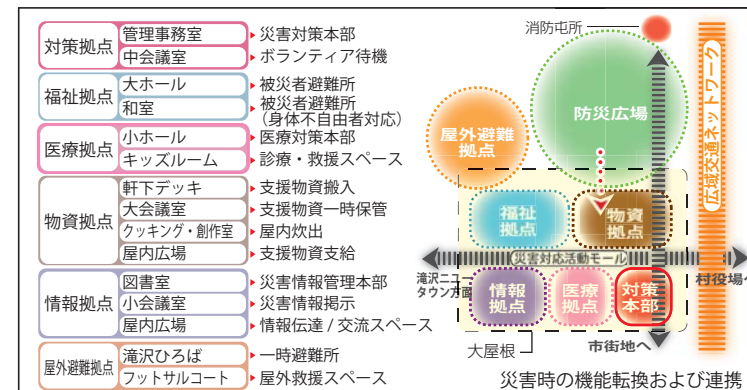 対策拠点
管理事務室 災害対策本部
中会議室 ボランティア待機
福祉拠点
大ホール 被災者避難所
和室 被災者避難所
（身体不自由者対応）
医療拠点
小ホール 医療対策本部
キッズルーム 診療・救援スペース
物資拠点
軒下デッキ 支援物資搬入
大会議室 支援物資一時保管
クッキング・創作室 屋内炊出
屋内広場 支援物資支給
情報拠点
図書室 災害情報管理本部
小会議室 災害情報掲示
屋内広場 情報伝達 / 交流スペース
屋外避難拠点
滝沢ひろば 一時避難所
フットサルコート 屋外救援スペース
消防屯所
防災広場
屋外避難
拠点
広域交通ネットワーク
福祉
拠点
物資
拠点
災害対応活動モール
滝沢ニュー
タウン方面
村役場へ
情報
拠点
医療
拠点
対策
本部
大屋根
市街地へ
災害時の機能転換および連携